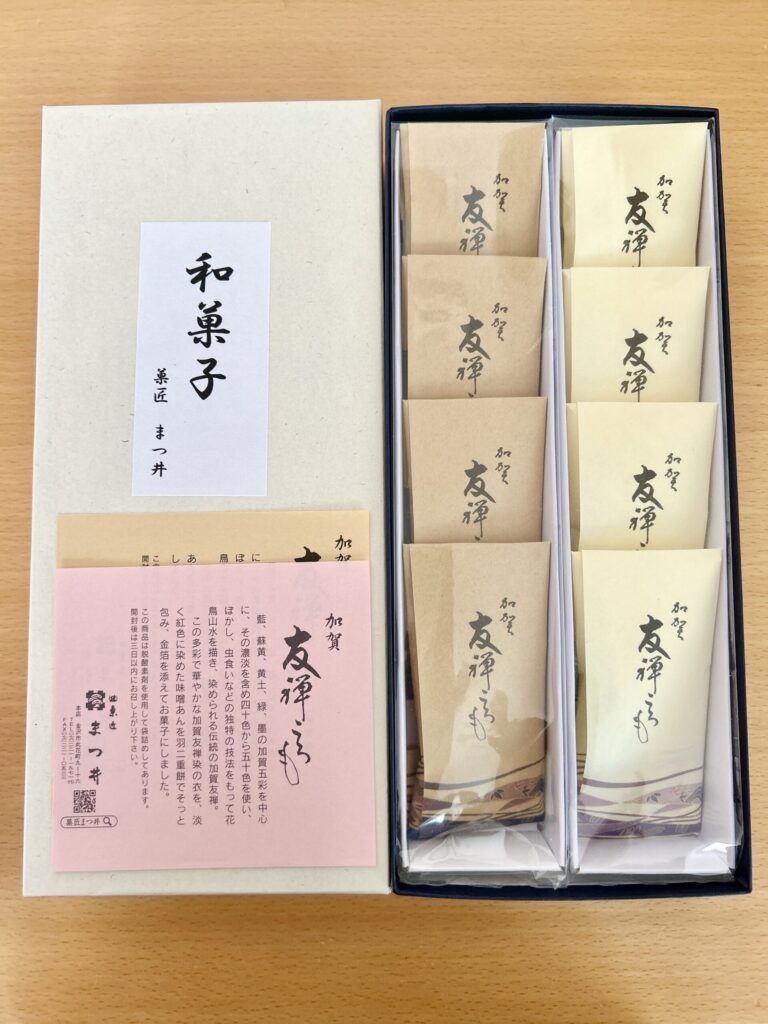 和菓子
菓匠 まつ井
加賀
友禅ころも
藍、蘇黄、黄土、緑、墨の加賀五彩を中心
に、その濃淡を含め四十色から五十色を使い、
ぼかし、虫食いなどの独特の技法をもって花
鳥山水を描き、染められる伝統の加賀友禅。
この多彩で華やかな加賀友禅染の衣を、淡
く紅色に染めた味噌あんを羽二重餅でそっと
包み、金箔を添えてお菓子にしました。
この商品は脱酸素剤を使用して袋詰めしてあります。
開封後は三日以内にお召し上がり下さい。
菓匠
まつ井
菓匠まつ井
加賀
友禅
加賀
友禅
加賀
友禅
加賀
友禅ころも
加賀
友禅
加賀
友禅
加賀
友禅
加賀
友禅ころも